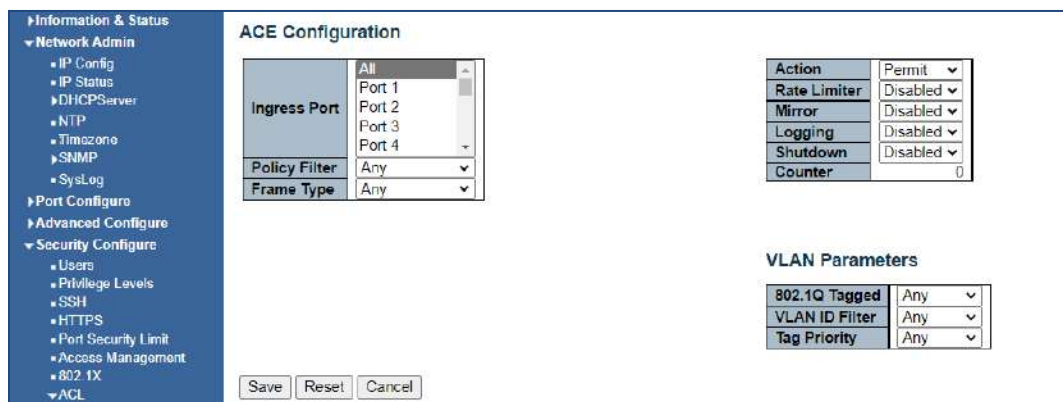 Information & Status
Network Admin
IP Config
IP Status
DHCPServer
NTP
Timezone
SNMP
SysLog
Port Configure
Advanced Configure
Security Configure
Users
Privilege Levels
SSH
HTTPS
Port Security Limit
Access Management
802.1X
ACL
ACE Configuration
Ingress Port
All
Port 1
Port 2
Port 3
Port 4
Policy Filter Any
Frame Type Any
Action Permit
Rate Limiter Disabled
Mirror Disabled
Logging Disabled
Shutdown Disabled
Counter 0
VLAN Parameters
802.1Q Tagged Any
VLAN ID Filter Any
Tag Priority Any
Save Reset Cancel